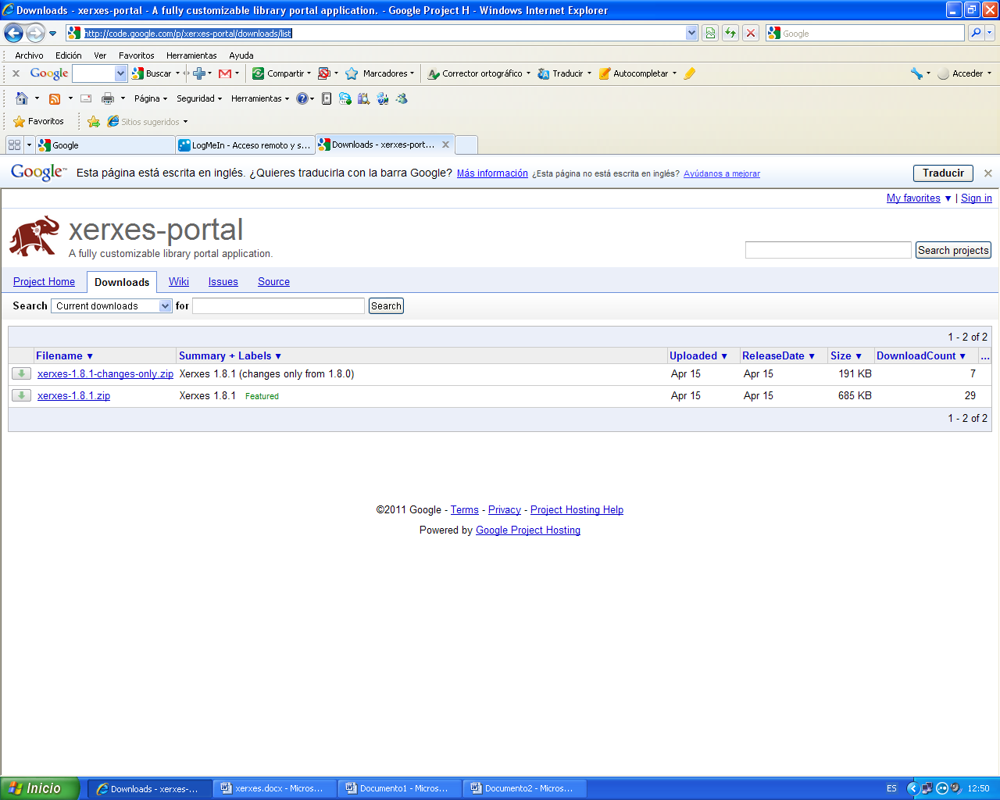 Downloads - xerxes-portal - A fully customizable library portal application. - Google Project H - Windows Internet Explorer
http://code.google.com/p/xerxes-portal/downloads/list
Google
Archivo Edición Ver Favoritos Herramientas Ayuda
Google Buscar Compartir Marcadores Corrector ortográfico Traducir Autocompletar Acceder
Página Seguridad Herramientas
Favoritos Sitios sugeridos
Google LogMeIn - Acceso remoto y s... Downloads - xerxes-port...
Google™ Esta página está escrita en inglés. ¿Quieres traducirla con la barra Google? Más información ¿Esta página no está escrita en inglés? Ayúdanos a mejorar Traducir
My favorites ▼ | Sign in
xerxes-portal
A fully customizable library portal application.
Search projects
Project Home Downloads Wiki Issues Source
Search Current downloads for Search
1 - 2 of 2
Filename ▼ Summary + Labels ▼ Uploaded ▼ ReleaseDate ▼ Size ▼ DownloadCount ▼ ...
xerxes-1.8.1-changes-only.zip Xerxes 1.8.1 (changes only from 1.8.0) Apr 15 Apr 15 191 KB 7
xerxes-1.8.1.zip Xerxes 1.8.1 Featured Apr 15 Apr 15 685 KB 29
1 - 2 of 2
©2011 Google - Terms - Privacy - Project Hosting Help
Powered by Google Project Hosting
Inicio Downloads - xerxes-... xerxes.docx - Micros... Documento1 - Micros... Documento2 - Micros... ES 12:50